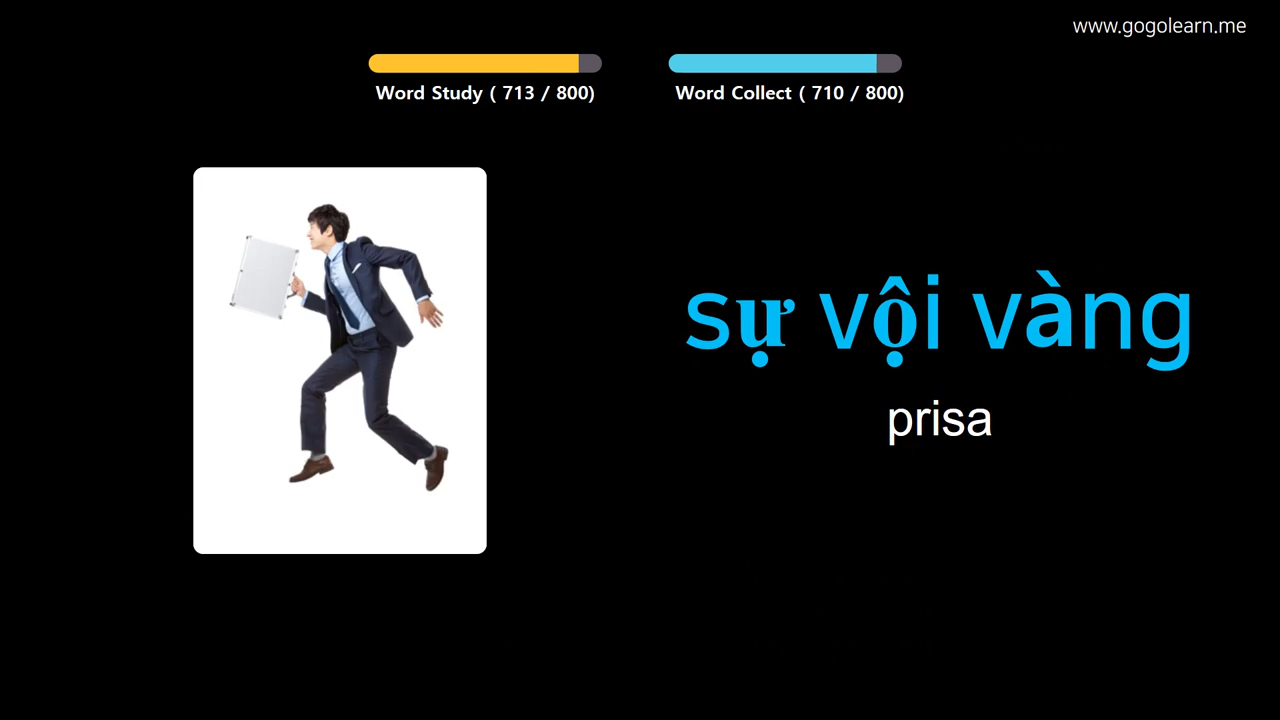 www.gogolearn.me
Word Study ( 713 / 800)
Word Collect ( 710 / 800)
sự vội vàng
prisa